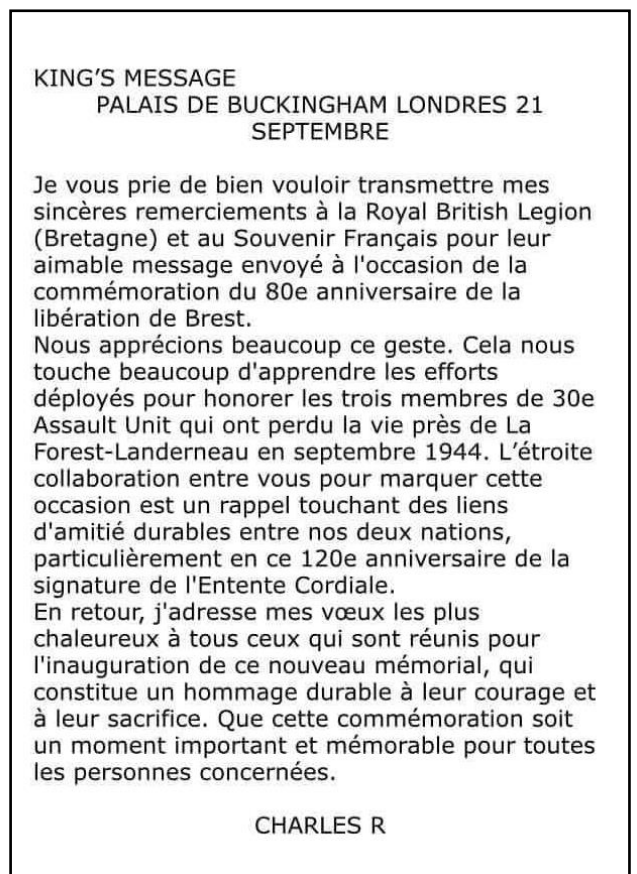 KING'S MESSAGE
PALAIS DE BUCKINGHAM LONDRES 21
SEPTEMBRE
Je vous prie de bien vouloir transmettre mes
sincères remerciements à la Royal British Legion
(Bretagne) et au Souvenir Français pour leur
aimable message envoyé à l'occasion de la
commémoration du 80e anniversaire de la
libération de Brest.
Nous apprécions beaucoup ce geste. Cela nous
touche beaucoup d'apprendre les efforts
déployés pour honorer les trois membres de 30e
Assault Unit qui ont perdu la vie près de La
Forest-Landerneau en septembre 1944. L’étroite
collaboration entre vous pour marquer cette
occasion est un rappel touchant des liens
d'amitié durables entre nos deux nations,
particulièrement en ce 120e anniversaire de la
signature de l'Entente Cordiale.
En retour, j'adresse mes vœux les plus
chaleureux à tous ceux qui sont réunis pour
l'inauguration de ce nouveau mémorial, qui
constitue un hommage durable à leur courage et
à leur sacrifice. Que cette commémoration soit
un moment important et mémorable pour toutes
les personnes concernées.
CHARLES R